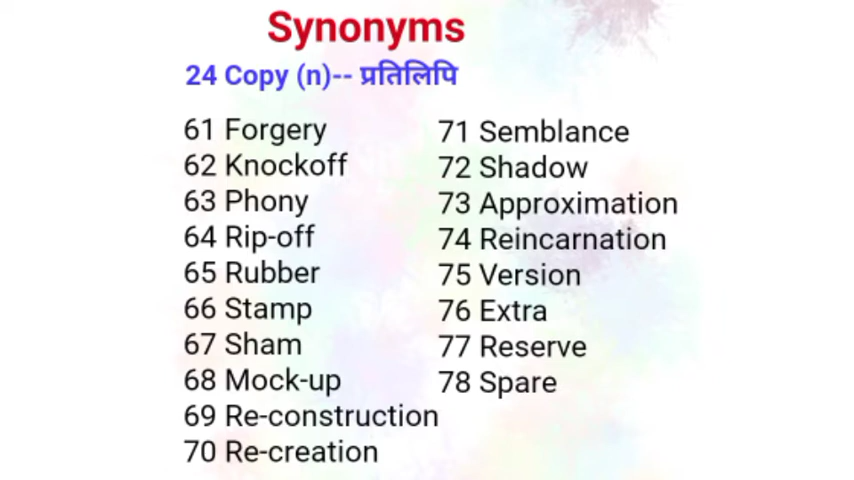 Synonyms
24 Copy (n)-- प्रतिलिपि
61 Forgery
62 Knockoff
63 Phony
64 Rip-off
65 Rubber
66 Stamp
67 Sham
68 Mock-up
69 Re-construction
70 Re-creation
71 Semblance
72 Shadow
73 Approximation
74 Reincarnation
75 Version
76 Extra
77 Reserve
78 Spare